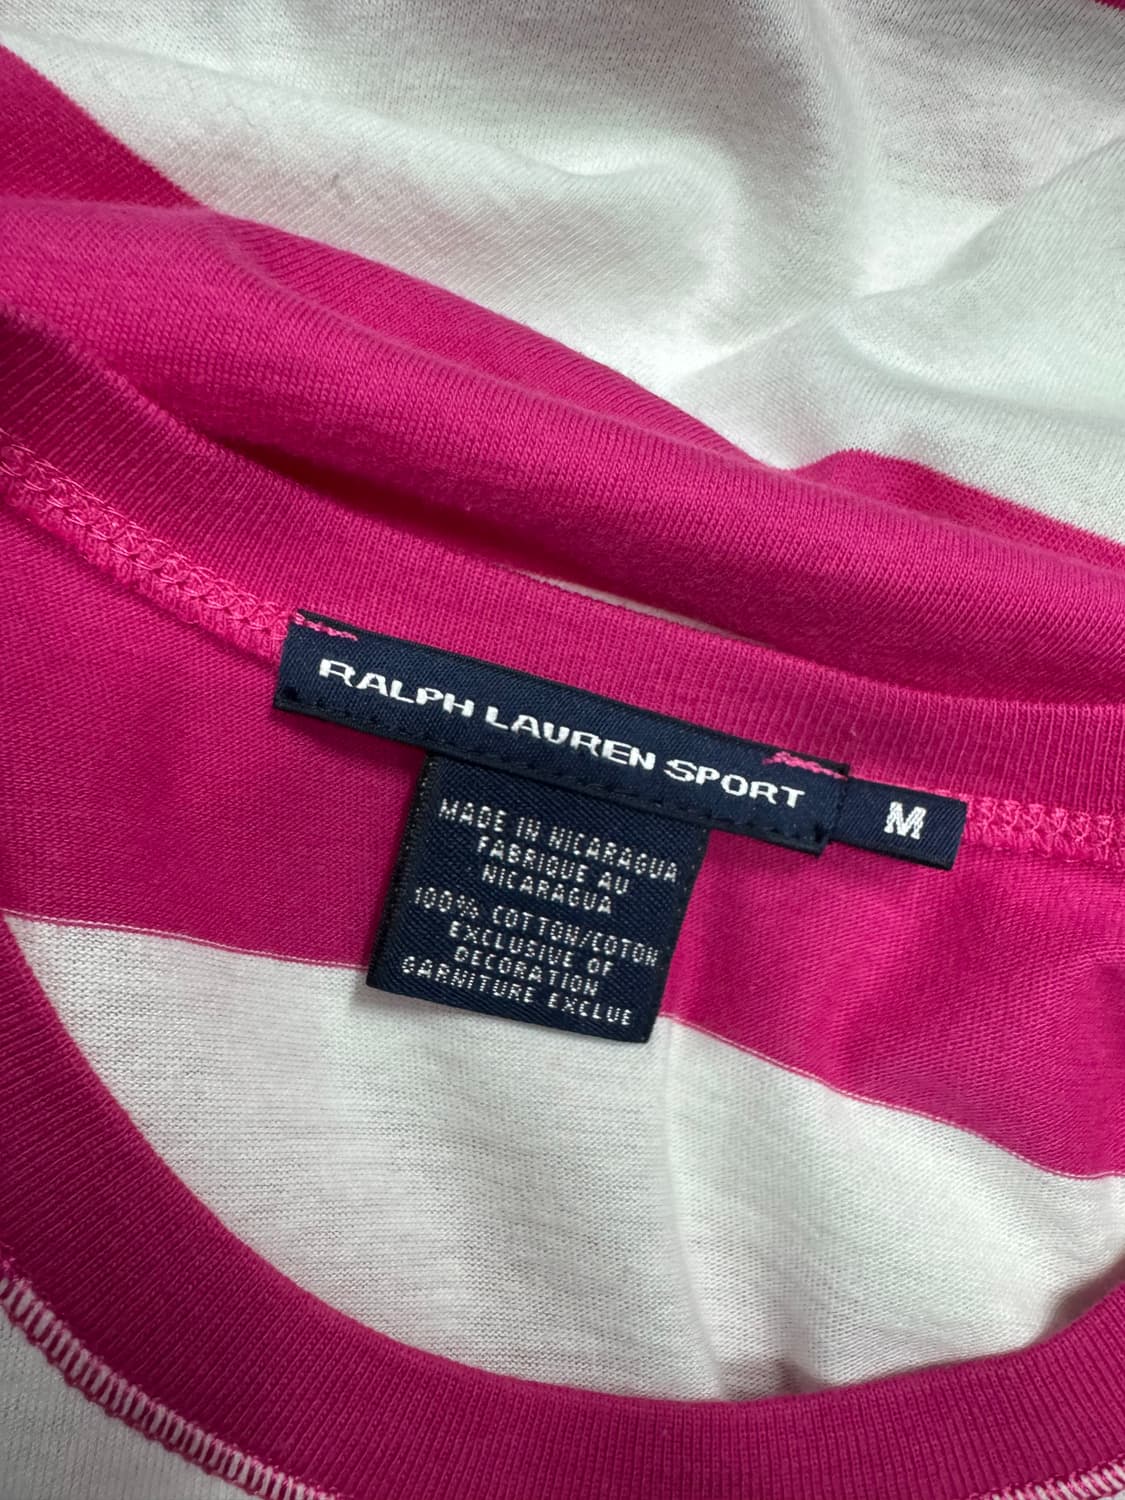 RALPH LAUREN SPORT
M
MADE IN NICARAGUA
FABRIQUE AU
NICARAGUA
100% COTTON/COTON
EXCLUSIVE OF
DECORATION
GARNITURE EXCLUE